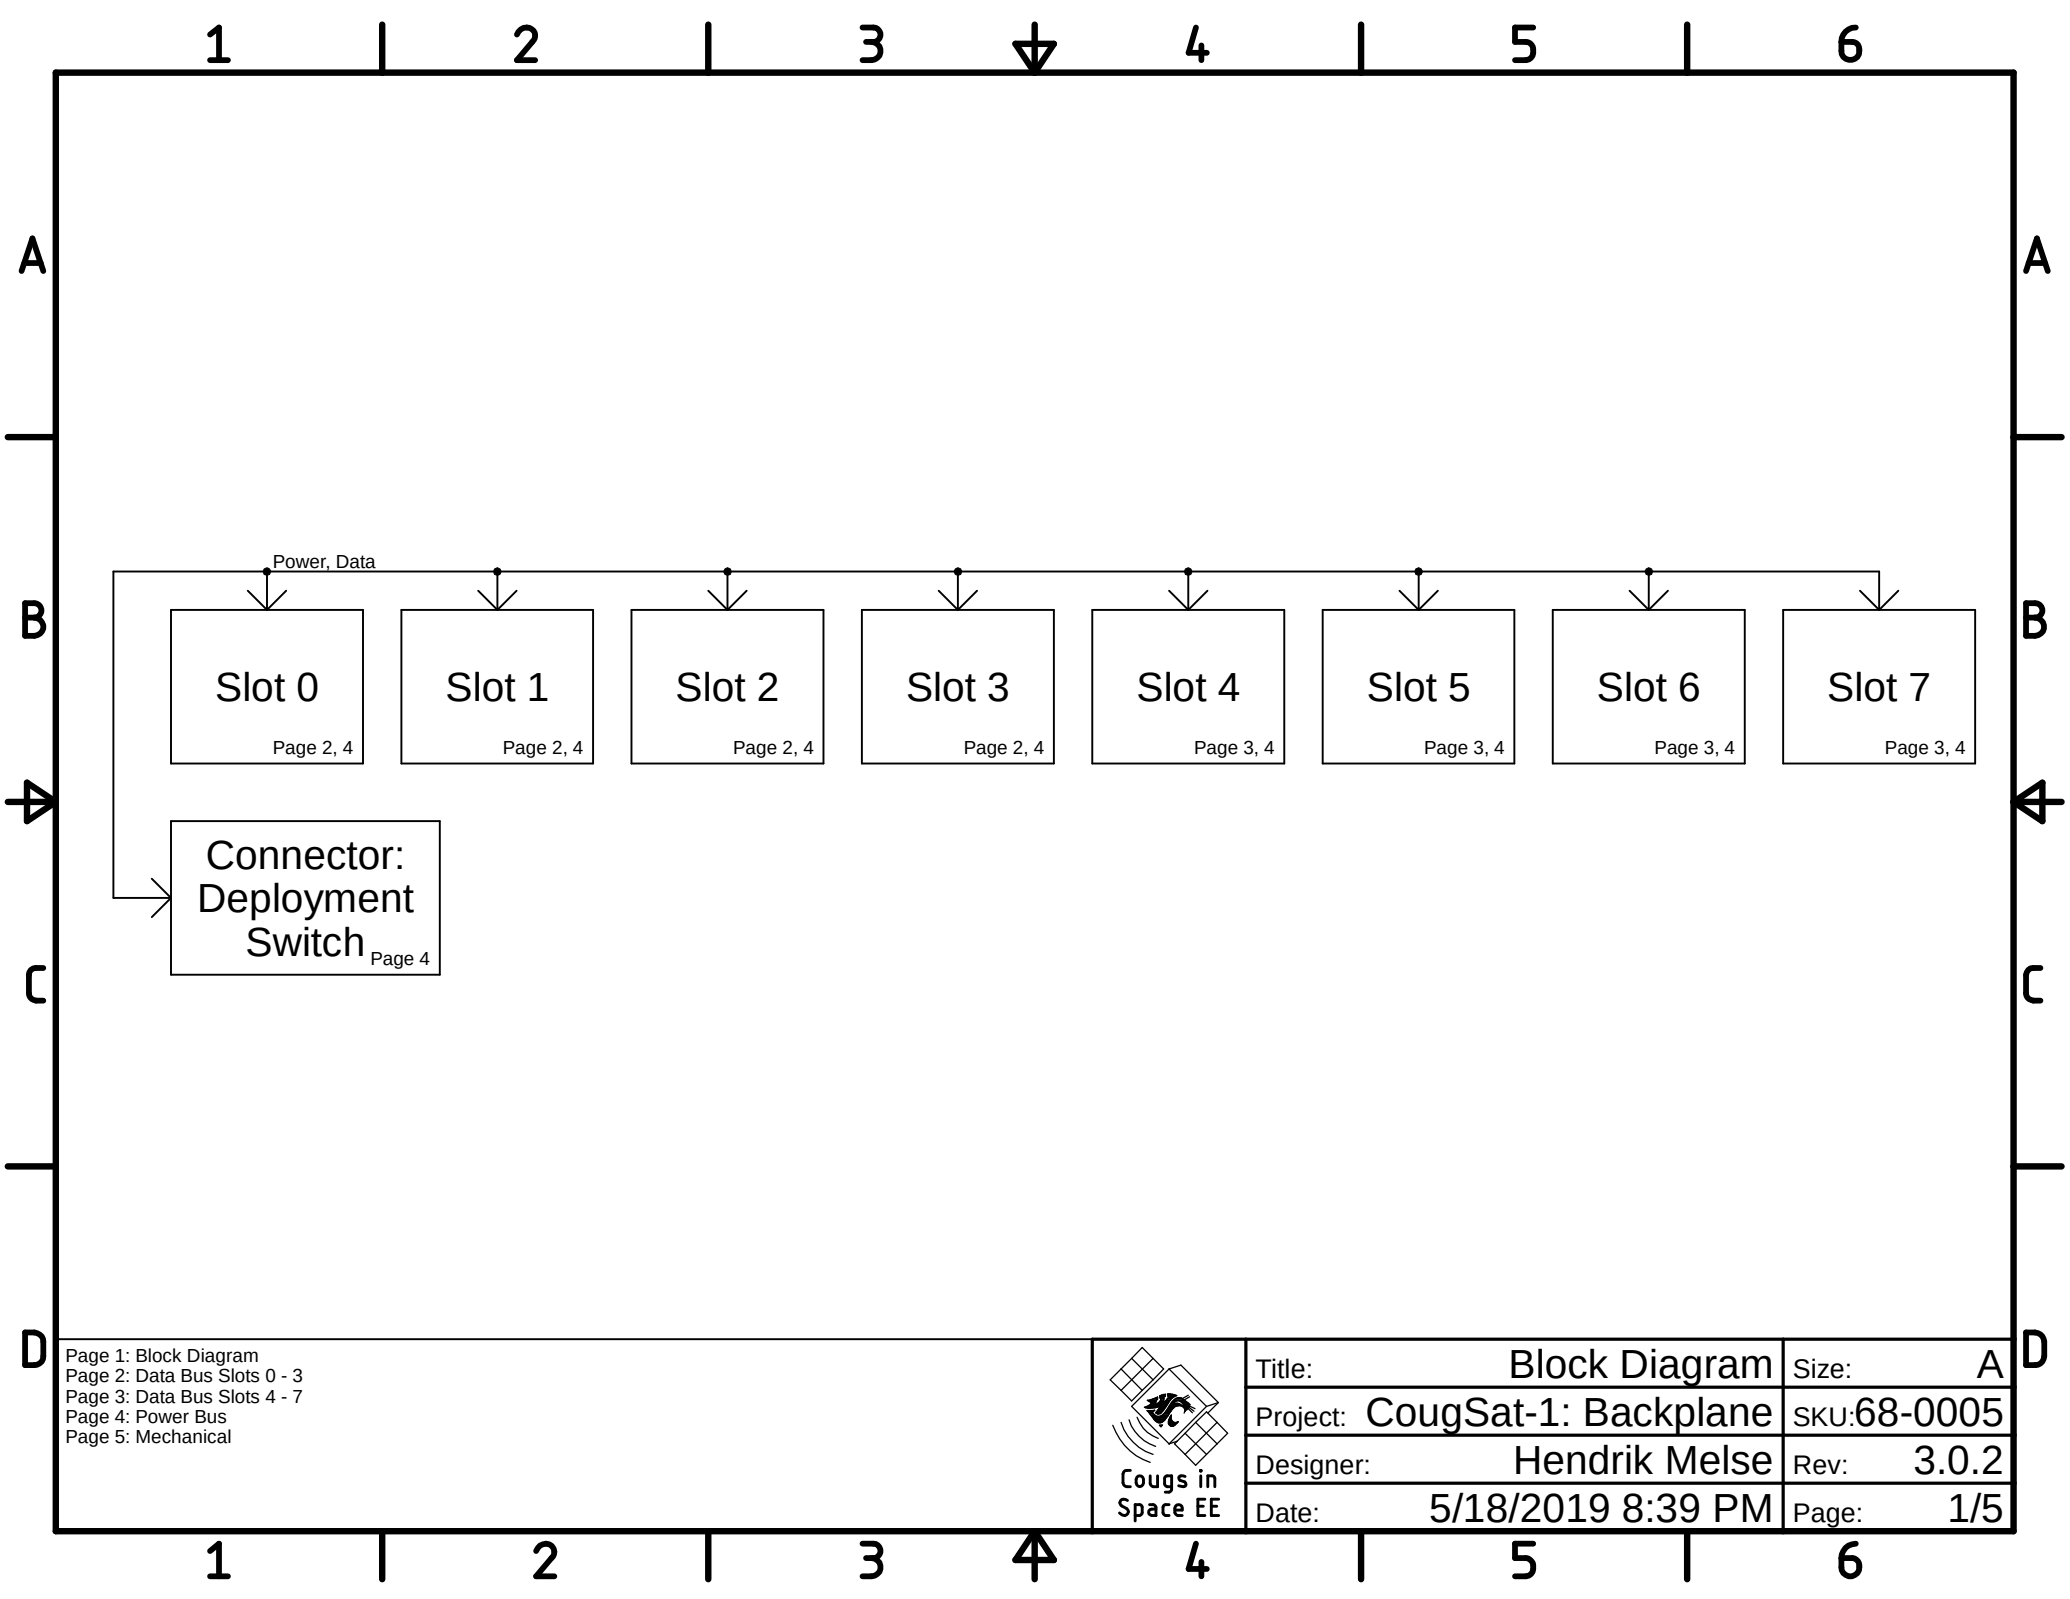 1 2 3 4 5 6
A A
Power, Data
B B
Slot 0 Slot 1 Slot 2 Slot 3 Slot 4 Slot 5 Slot 6 Slot 7
Page 2, 4 Page 2, 4 Page 2, 4 Page 2, 4 Page 3, 4 Page 3, 4 Page 3, 4 Page 3, 4
Connector:
Deployment
Switch Page 4
C C
D D
Page 1: Block Diagram
Page 2: Data Bus Slots 0 - 3
Page 3: Data Bus Slots 4 - 7
Page 4: Power Bus
Page 5: Mechanical
Cougs in
Space EE
Title: Block Diagram Size: A
Project: CougSat-1: Backplane SKU:68-0005
Designer: Hendrik Melse Rev: 3.0.2
Date: 5/18/2019 8:39 PM Page: 1/5
1 2 3 4 5 6